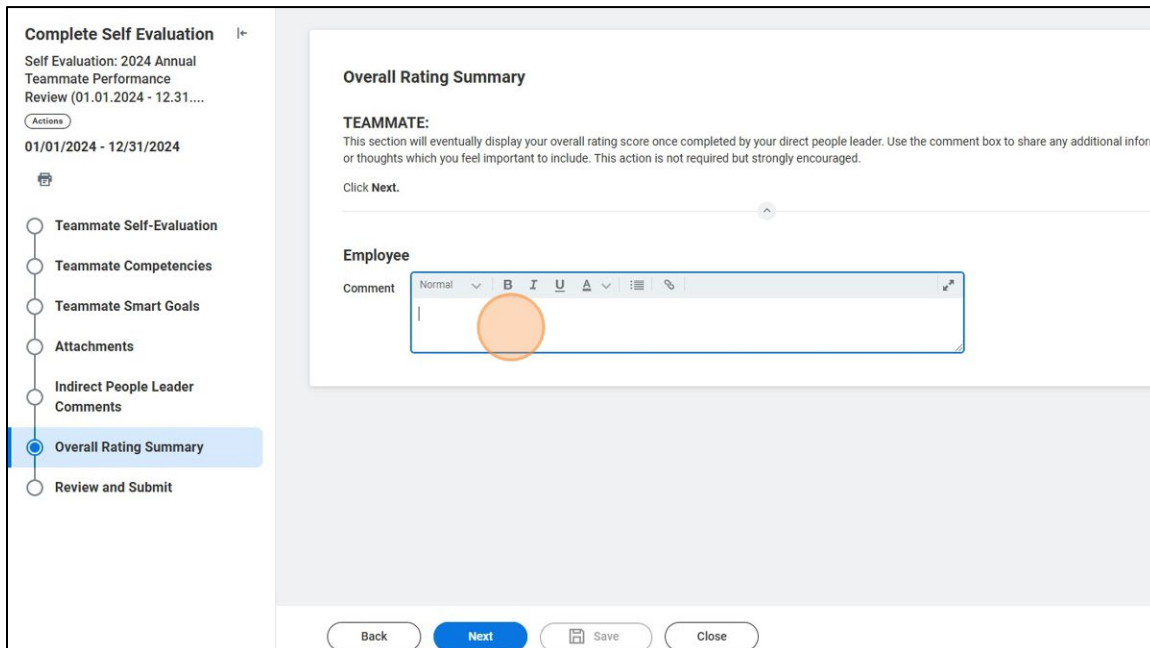 Complete Self Evaluation
Self Evaluation: 2024 Annual
Teammate Performance
Review (01.01.2024 - 12.31....
Actions
01/01/2024 - 12/31/2024
Teammate Self-Evaluation
Teammate Competencies
Teammate Smart Goals
Attachments
Indirect People Leader
Comments
Overall Rating Summary
Review and Submit
Overall Rating Summary
TEAMMATE:
This section will eventually display your overall rating score once completed by your direct people leader. Use the comment box to share any additional infor
or thoughts which you feel important to include. This action is not required but strongly encouraged.
Click Next.
Employee
Comment
Normal B I U A
Back Next Save Close